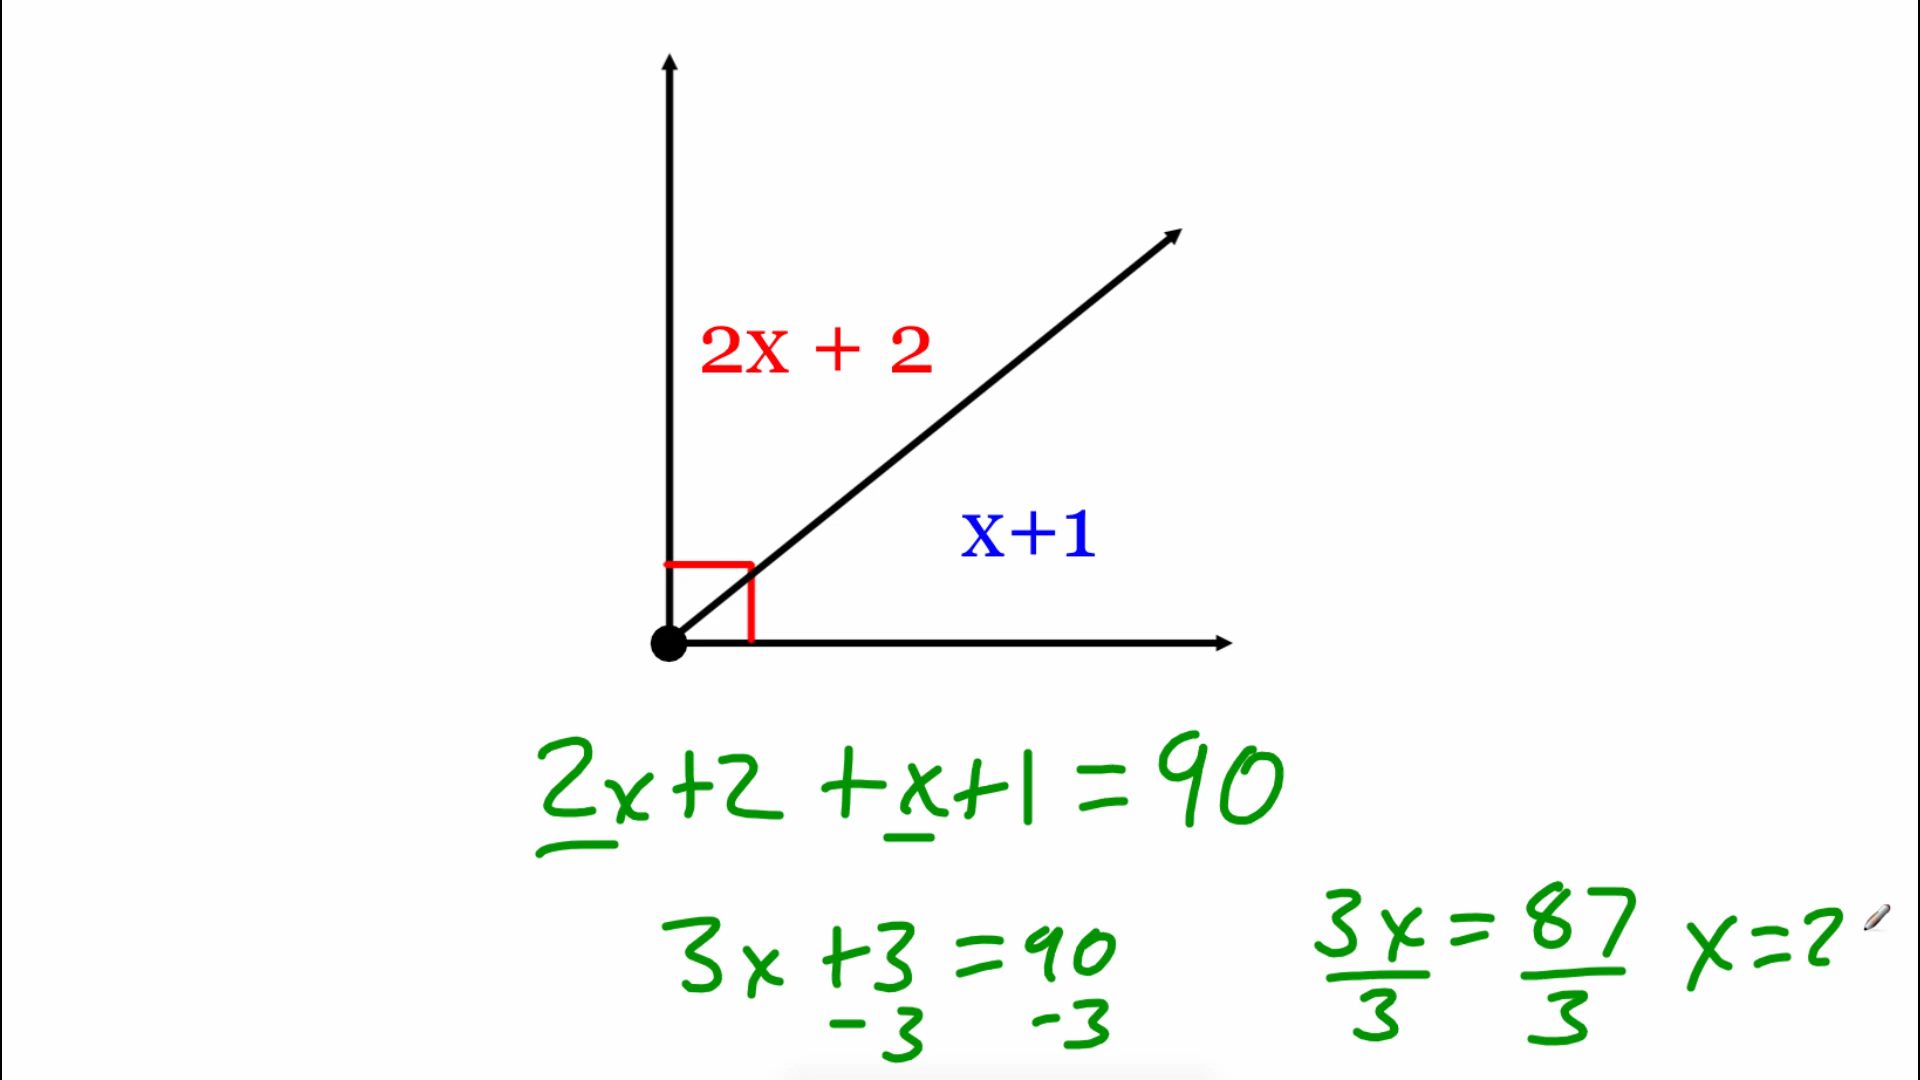 2x + 2
x+1
2x+2 +x+1 = 90
3x +3 = 90
-3 -3
3x = 87
3 3
x=2